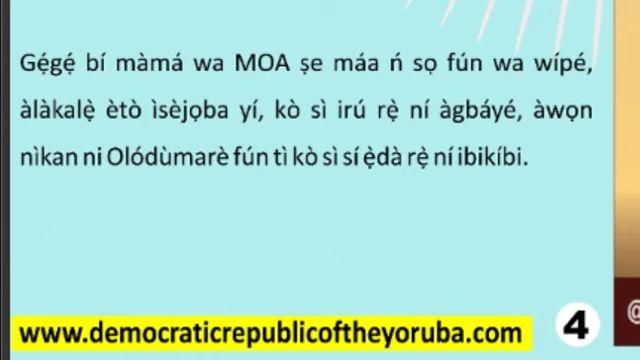 Gẹ́gẹ́ bí màmá wa MOA ṣe máa ń sọ fún wa wípé,
àlàkalẹ̀ ètò ìsèjọba yí, kò sì irú rẹ̀ ní àgbáyé, àwọn
nìkan ni Olódùmarè fún tì kò sì sí ẹ̀dà rẹ̀ ní ibikíbi.
www.democraticrepublicoftheyoruba.com
4
@